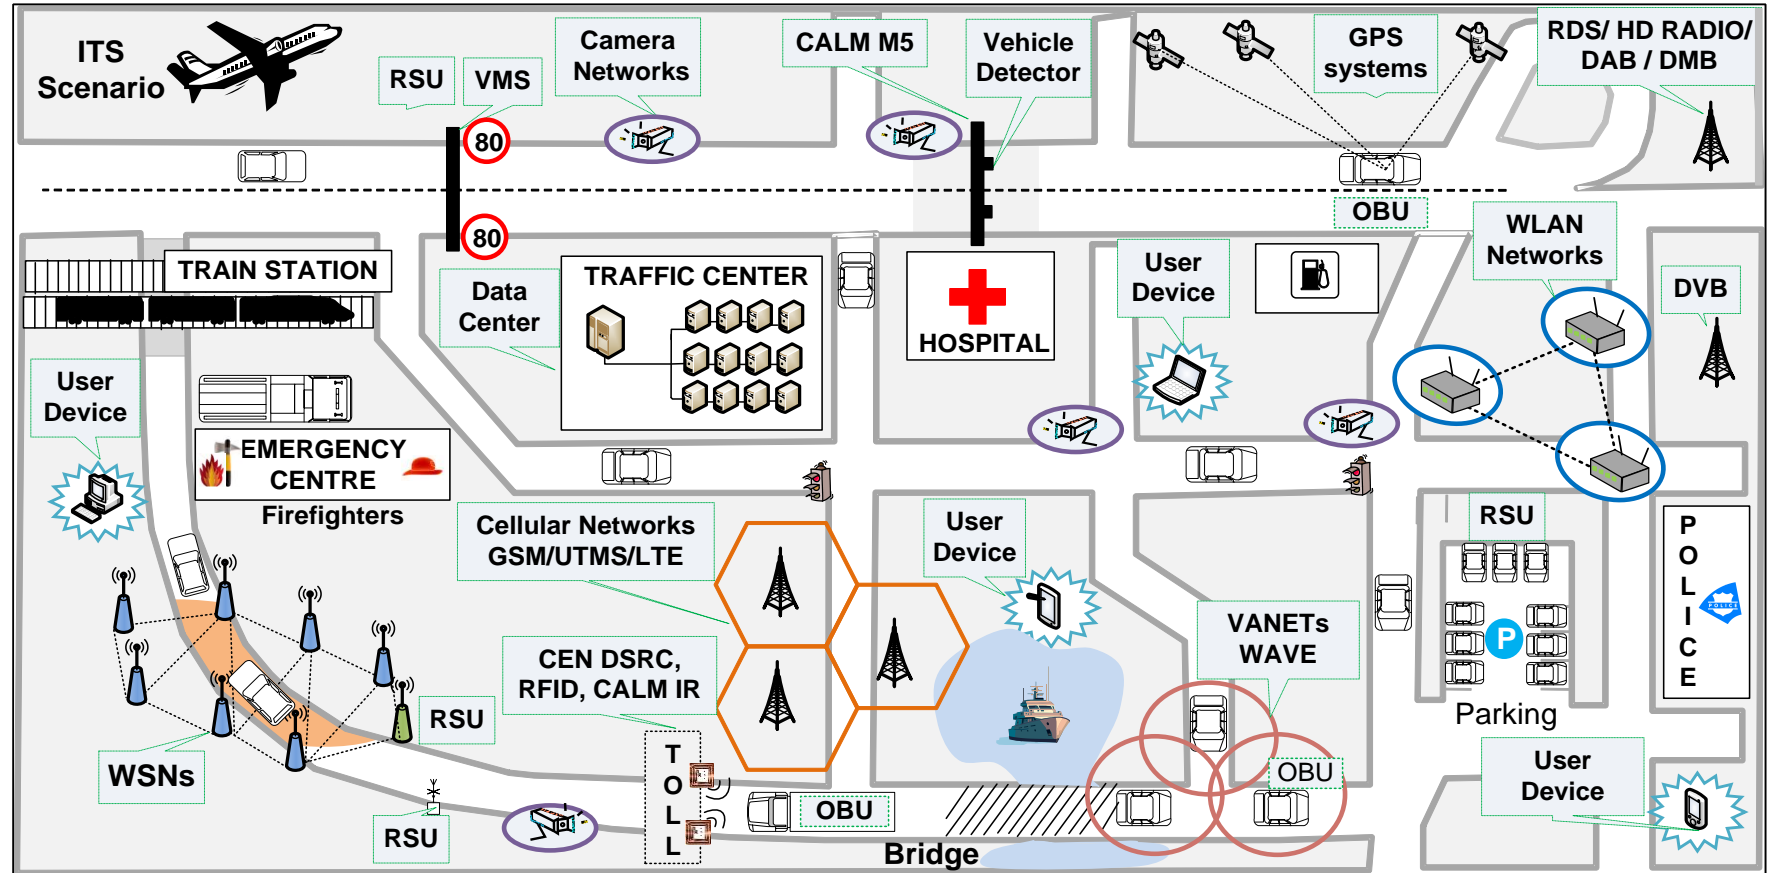 ITS
Scenario
RSU
VMS
Camera
Networks
CALM M5
Vehicle
Detector
GPS
systems
RDS/ HD RADIO/
DAB / DMB
80
80
OBU
WLAN
Networks
TRAIN STATION
Data
Center
TRAFFIC CENTER
HOSPITAL
User
Device
DVB
User
Device
EMERGENCY
CENTRE
Firefighters
Cellular Networks
GSM/UTMS/LTE
User
Device
RSU
POLICE
POLICE
P
Parking
VANETs
WAVE
CEN DSRC,
RFID, CALM IR
RSU
WSNs
RSU
TOLL
OBU
OBU
Bridge
User
Device